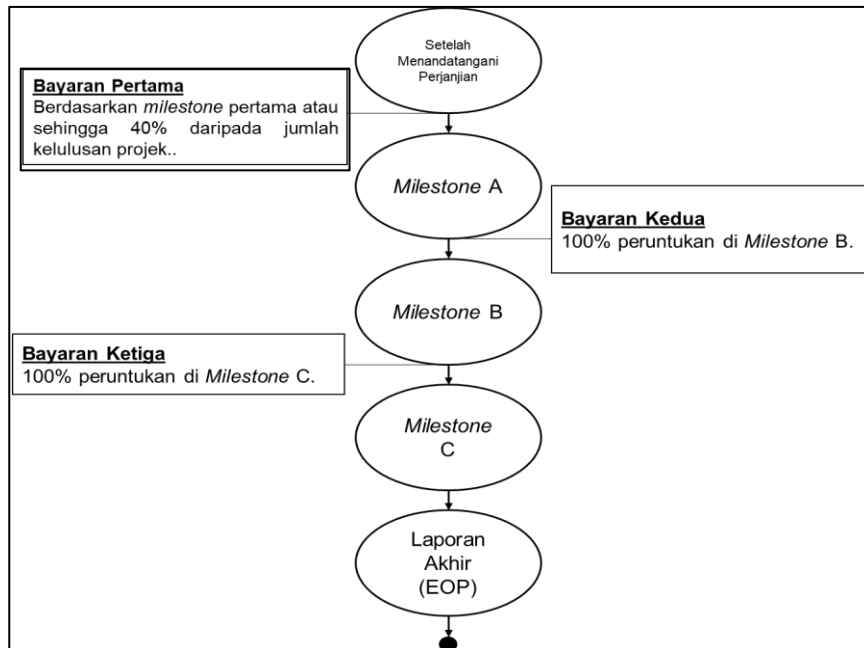 Setelah
Menandatangani
Perjanjian
Bayaran Pertama
Berdasarkan milestone pertama atau
sehingga 40% daripada jumlah
kelulusan projek..
Milestone A
Bayaran Kedua
100% peruntukan di Milestone B.
Milestone B
Bayaran Ketiga
100% peruntukan di Milestone C.
Milestone
C
Laporan
Akhir
(EOP)